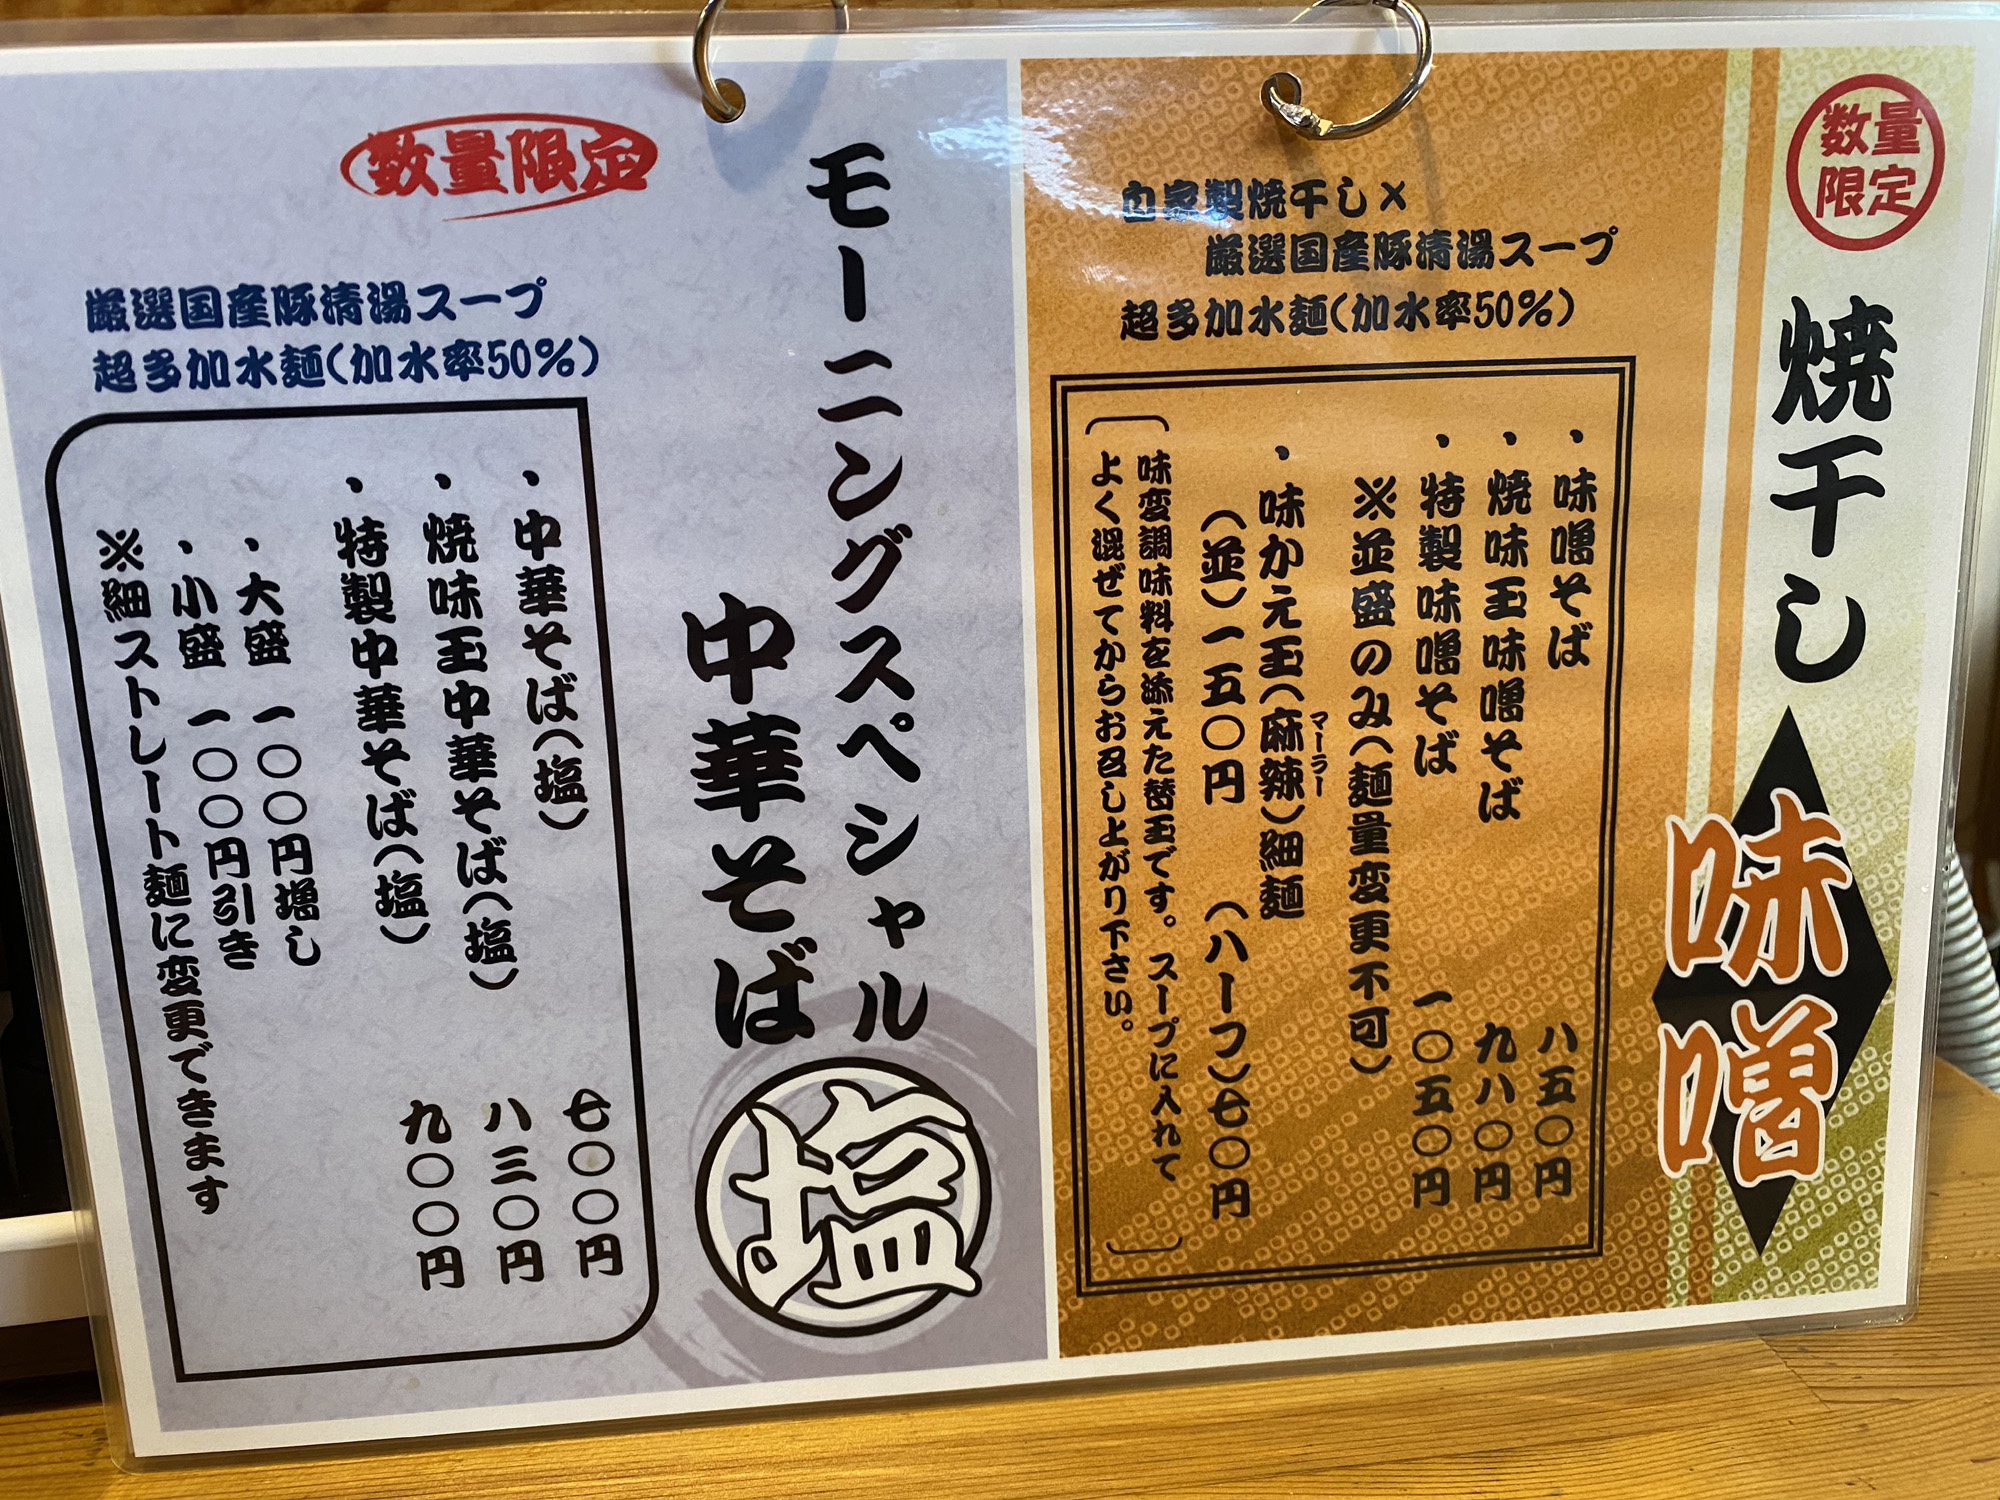 数量
限定
焼干し
味噌
自家製焼干し×
厳選国産豚清湯スープ
超多加水麺(加水率50%)
・味噌そば 八五〇円
・焼味玉味噌そば 九八〇円
・特製味噌そば 一〇五〇円
※並盛のみ(麺量変更不可)
・味かえ玉(麻辣)細麺
マーラー
(並)一五〇円 (ハーフ)七〇円
味変調味料を添えた替玉です。スープに入れて
よく混ぜてからお召し上がり下さい。
モーニングスペシャル
中華そば
塩
数量限定
厳選国産豚清湯スープ
超多加水麺(加水率50%)
・中華そば(塩) 七〇〇円
・焼味玉中華そば(塩) 八三〇円
・特製中華そば(塩) 九〇〇円
・大盛 一〇〇円増し
・小盛 一〇〇円引き
※細ストレート麺に変更できます